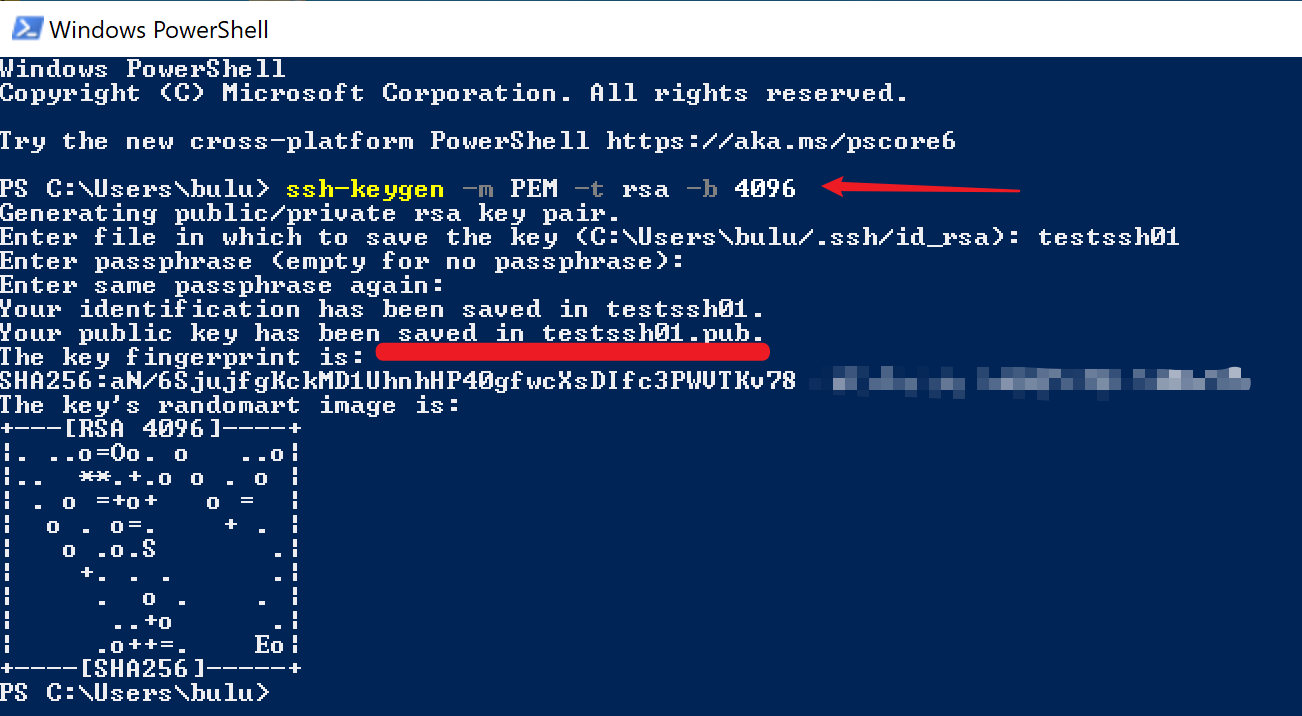 Windows PowerShell
Windows PowerShell
Copyright (C) Microsoft Corporation. All rights reserved.
Try the new cross-platform PowerShell https://aka.ms/pscore6
PS C:\Users\bulu> ssh-keygen -m PEM -t rsa -b 4096
Generating public/private rsa key pair.
Enter file in which to save the key (C:\Users\bulu/.ssh/id_rsa): testssh01
Enter passphrase (empty for no passphrase):
Enter same passphrase again:
Your identification has been saved in testssh01.
Your public key has been saved in testssh01.pub.
The key fingerprint is:
SHA256:aN/6SjujfgKckMD1UhnhHP40gfwcXsDIfc3PWVTKv78
The key's randomart image is:
+---[RSA 4096]----+
|. ..o=Oo. o   ..o|
|..  **.+.o o . o |
| . o =+o+   o =  |
|  o . o=.    + . |
|   o .o.S       .|
|    +. . .      .|
|     .  o .    . |
|      ..+o      .|
|     .o++=.    Eo|
+----[SHA256]-----+
PS C:\Users\bulu>